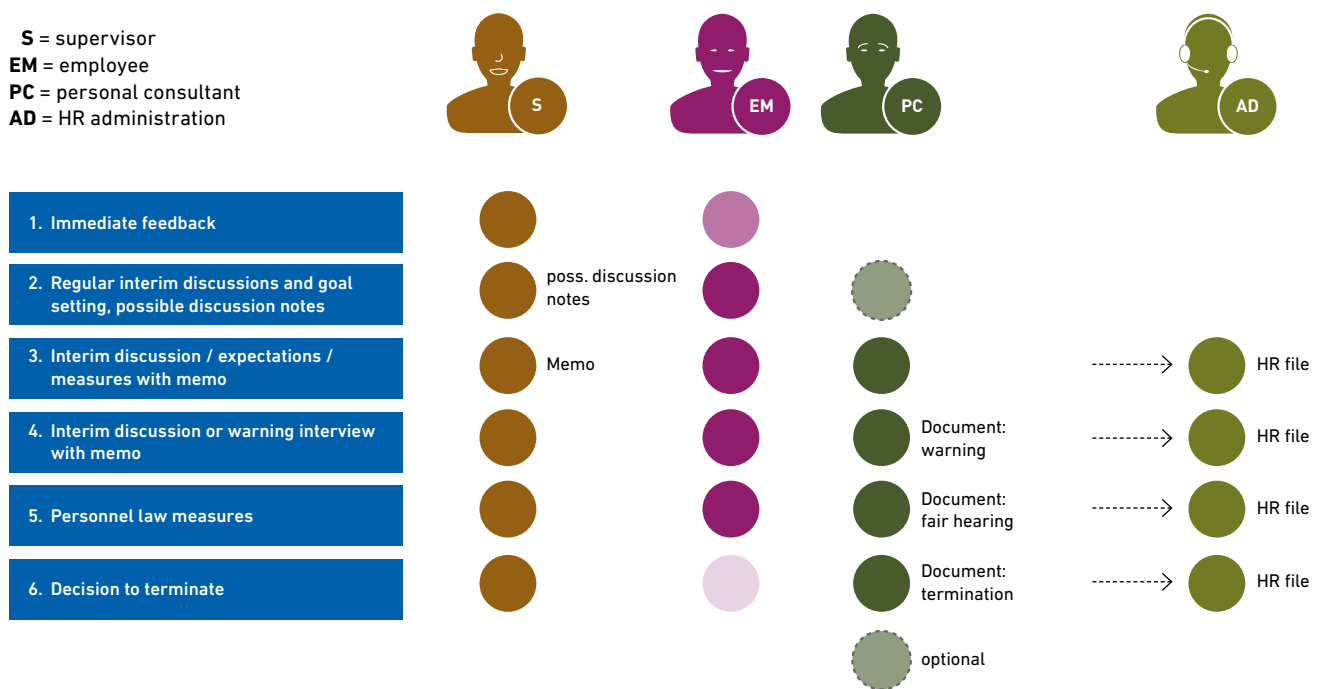 S = supervisor
EM = employee
PC = personal consultant
AD = HR administration
S
EM
PC
AD
1. Immediate feedback
2. Regular interim discussions and goal
setting, possible discussion notes
poss. discussion
notes
3. Interim discussion / expectations /
measures with memo
Memo
HR file
4. Interim discussion or warning interview
with memo
Document:
warning
HR file
5. Personnel law measures
Document:
fair hearing
HR file
6. Decision to terminate
Document:
termination
HR file
optional